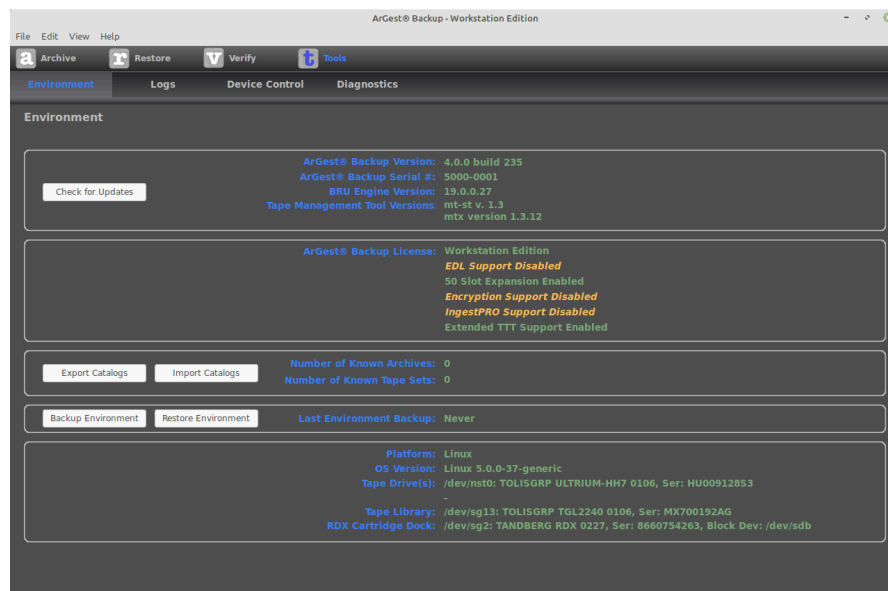 ArGest® Backup - Workstation Edition
File Edit View Help
a Archive r Restore V Verify t Tools
Environment Logs Device Control Diagnostics
Environment
ArGest® Backup Version: 4.0.0 build 235
ArGest® Backup Serial #: 5000-0001
Check for Updates
BRU Engine Version: 19.0.0.27
Tape Management Tool Versions: mt-st v. 1.3
mtx version 1.3.12
ArGest® Backup License: Workstation Edition
EDL Support Disabled
50 Slot Expansion Enabled
Encryption Support Disabled
IngestPRO Support Disabled
Extended TTT Support Enabled
Export Catalogs Import Catalogs
Number of Known Archives: 0
Number of Known Tape Sets: 0
Backup Environment Restore Environment Last Environment Backup: Never
Platform: Linux
OS Version: Linux 5.0.0-37-generic
Tape Drive(s): /dev/nst0: TOLISGRP ULTRIUM-HH7 0106, Ser: HU009128S3
-
Tape Library: /dev/sg13: TOLISGRP TGL2240 0106, Ser: MX700192AG
RDX Cartridge Dock: /dev/sg2: TANDBERG RDX 0227, Ser: 8660754263, Block Dev: /dev/sdb